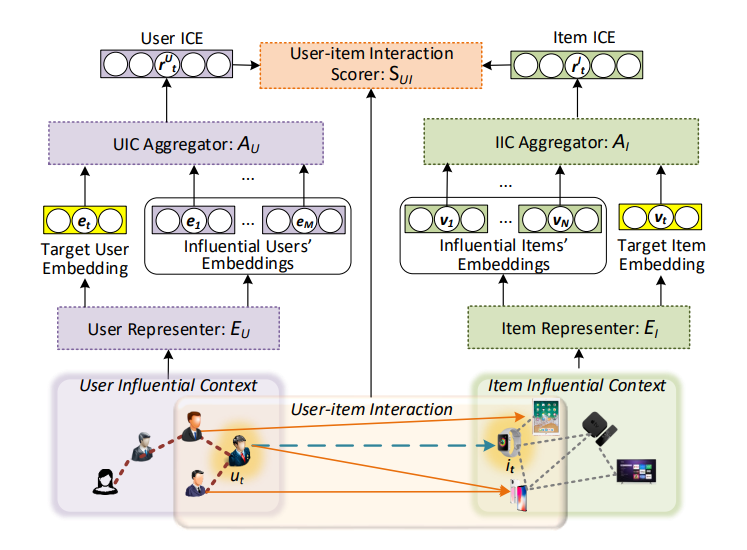 User ICE
Item ICE
r^U_t
User-item Interaction
Scorer: S_UI
r^I_t
UIC Aggregator: A_U
IIC Aggregator: A_I
...
...
e_t
e_1
...
e_M
v_1
...
v_N
v_t
Target User
Embedding
Influential Users'
Embeddings
Influential Items'
Embeddings
Target Item
Embedding
User Representer: E_U
Item Representer: E_I
User Influential Context
Item Influential Context
User-item Interaction
u_t
i_t